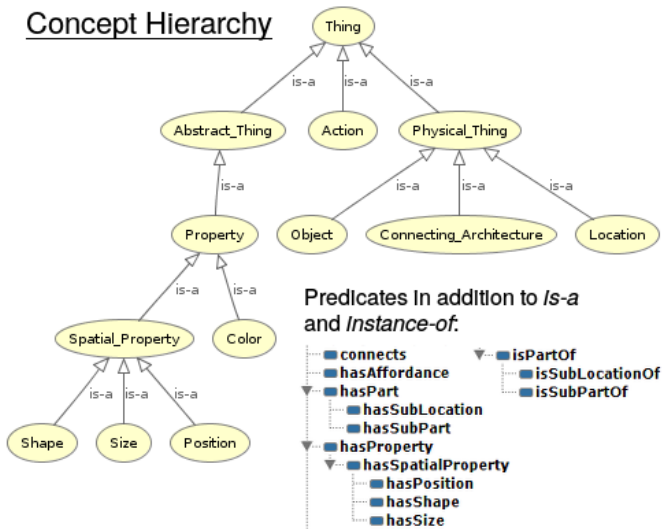 Concept Hierarchy
Thing
is-a
is-a
is-a
Abstract_Thing
Action
Physical_Thing
is-a
is-a
is-a
is-a
Property
Object
Connecting_Architecture
Location
is-a
is-a
Spatial_Property
Color
is-a
is-a
is-a
Shape
Size
Position
Predicates in addition to is-a
and instance-of:
connects
hasAffordance
hasPart
hasSubLocation
hasSubPart
hasProperty
hasSpatialProperty
hasPosition
hasShape
hasSize
isPartOf
isSubLocationOf
isSubPartOf